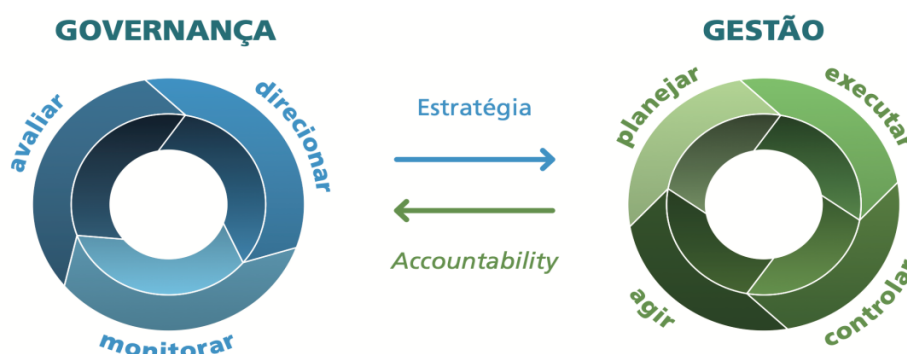 GOVERNANÇA
avaliar
direcionar
monitorar
Estratégia
Accountability
GESTÃO
planejar
executar
controlar
agir